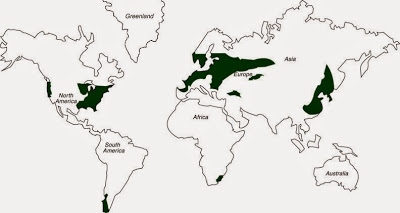 Greenland
Asia
Europe
North
America
Africa
South
America
Australia